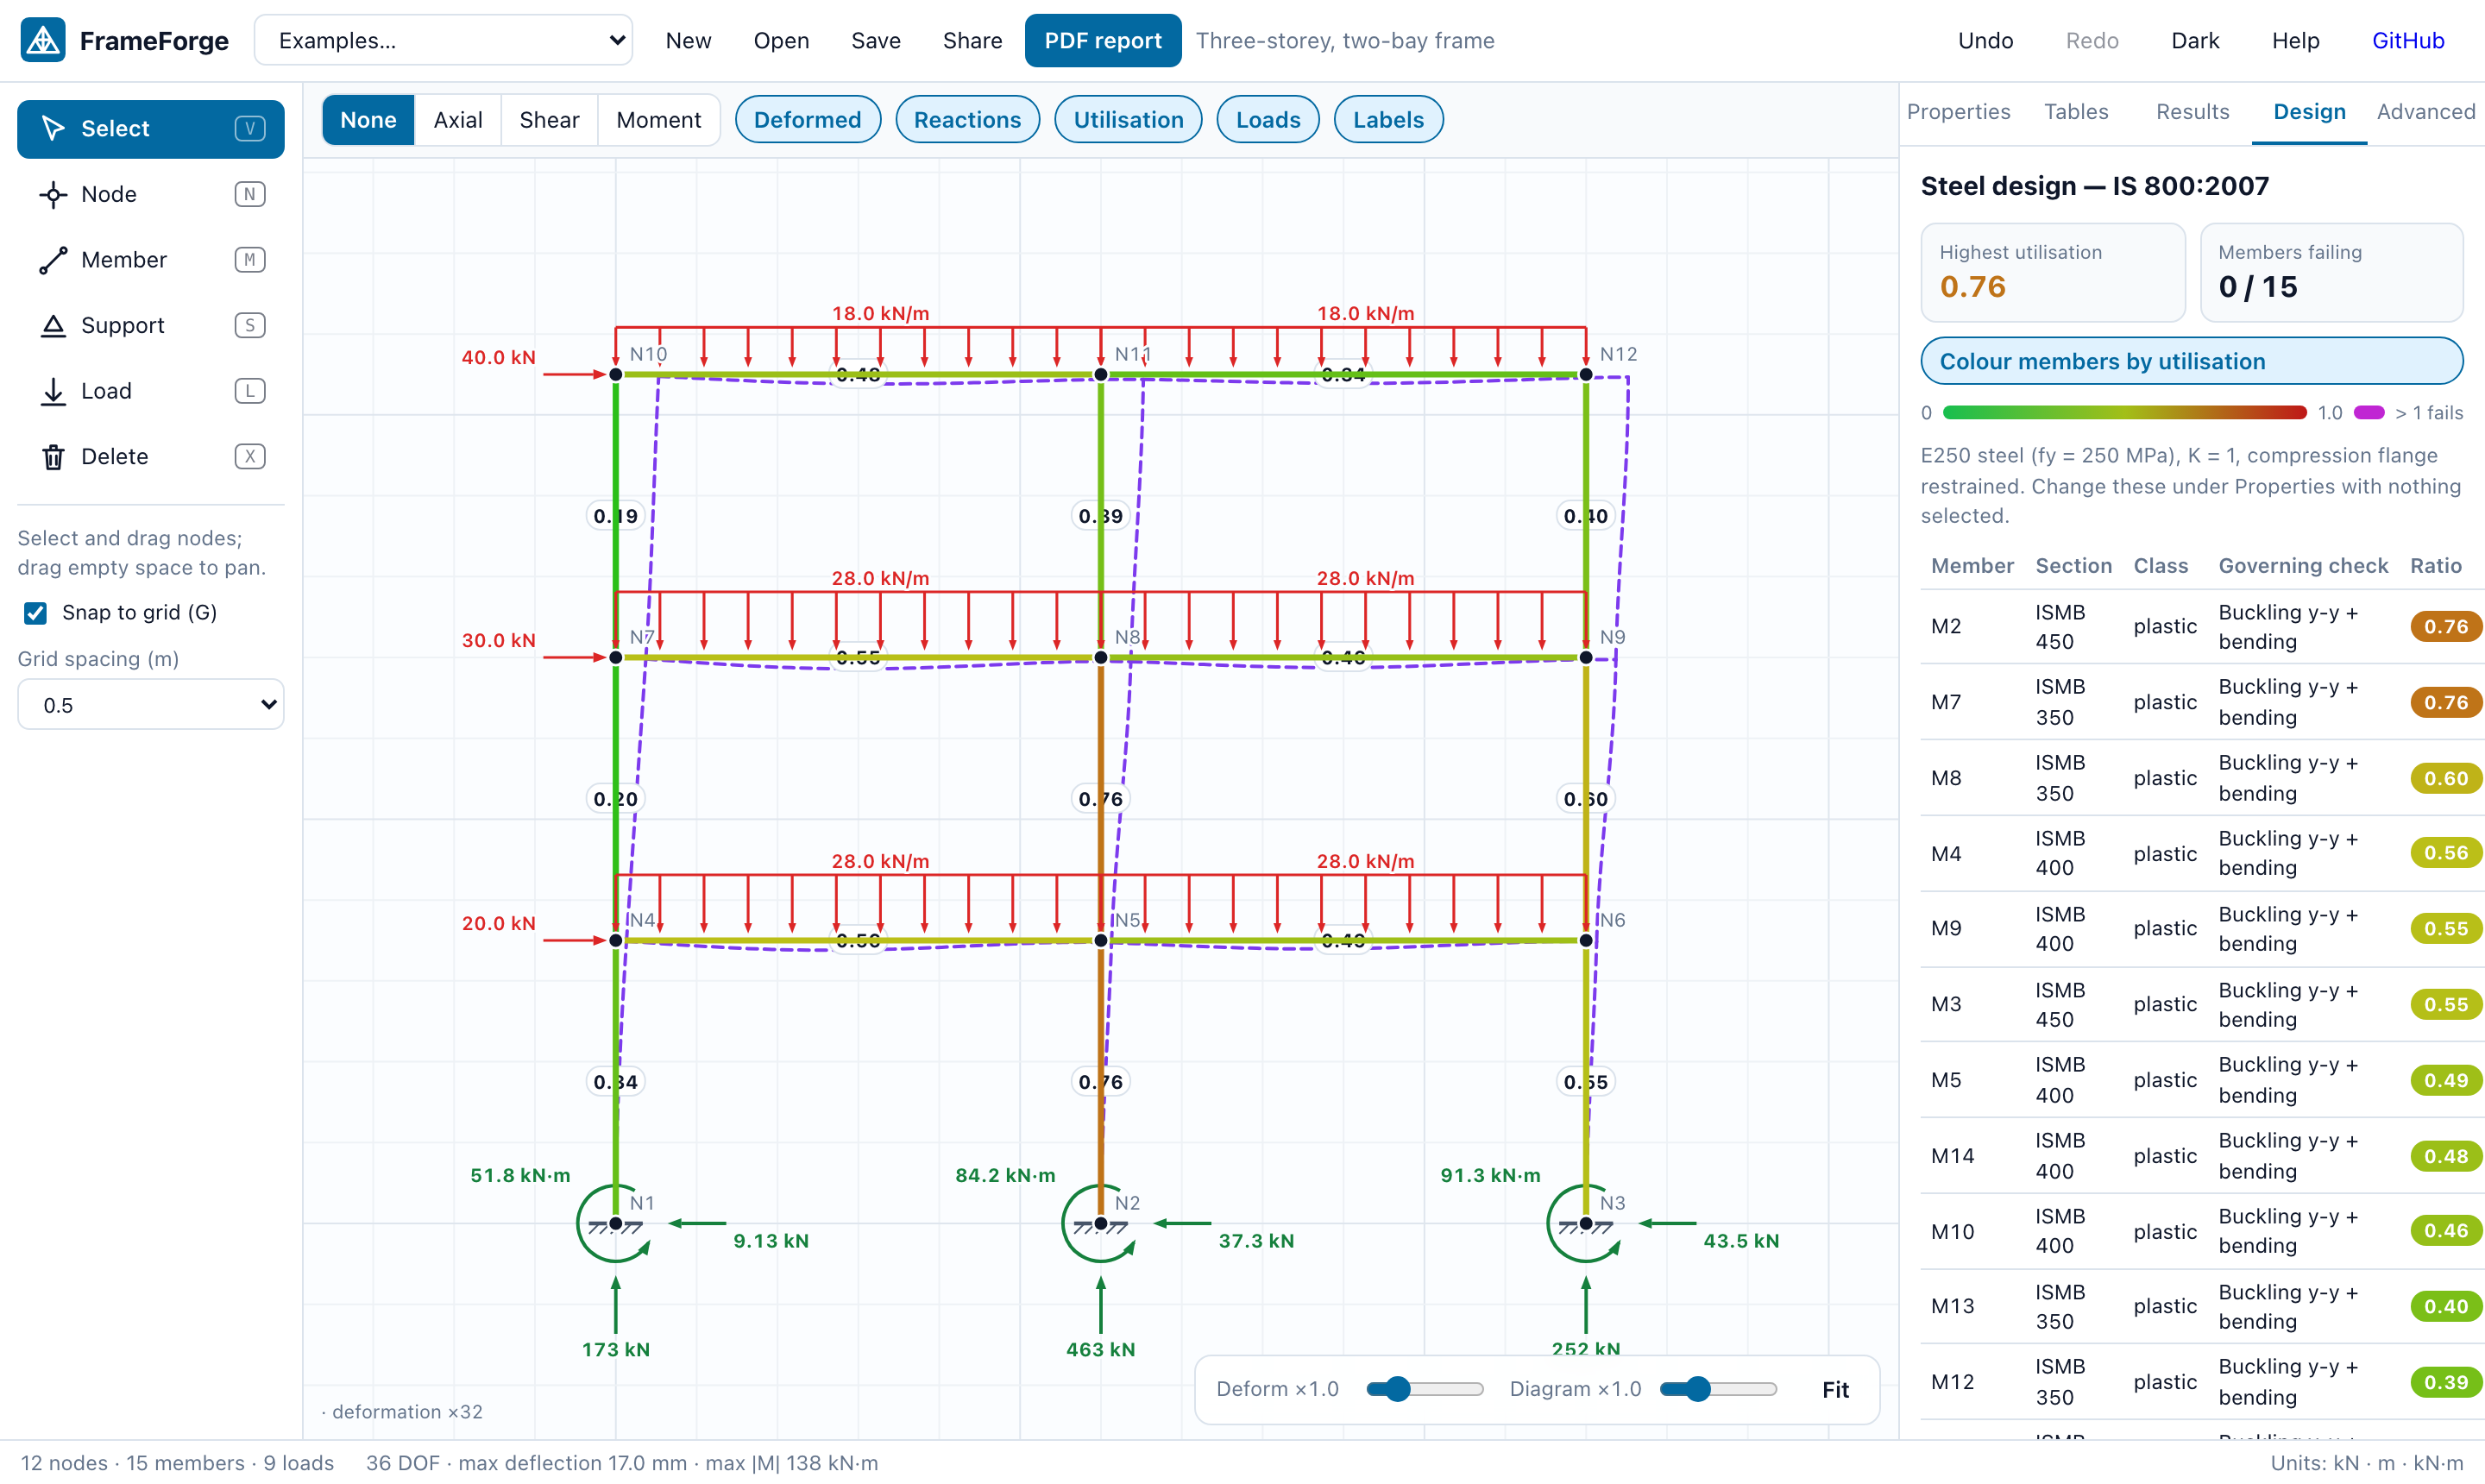 FrameForge
Examples...
New
Open
Save
Share
PDF report
Three-storey, two-bay frame
Undo
Redo
Dark
Help
GitHub
Select V
Node N
Member M
Support S
Load L
Delete X
Select and drag nodes;
drag empty space to pan.
Snap to grid (G)
Grid spacing (m)
0.5
None
Axial
Shear
Moment
Deformed
Reactions
Utilisation
Loads
Labels
18.0 kN/m
18.0 kN/m
40.0 kN
N10
N11
N12
0.48
0.34
0.19
0.39
0.40
28.0 kN/m
28.0 kN/m
30.0 kN
N7
N8
N9
0.55
0.46
0.20
0.76
0.60
28.0 kN/m
28.0 kN/m
20.0 kN
N4
N5
N6
0.56
0.49
0.34
0.76
0.55
51.8 kN·m
84.2 kN·m
91.3 kN·m
N1
N2
N3
9.13 kN
37.3 kN
43.5 kN
173 kN
463 kN
252 kN
· deformation ×32
Deform ×1.0
Diagram ×1.0
Fit
Properties
Tables
Results
Design
Advanced
Steel design — IS 800:2007
Highest utilisation
0.76
Members failing
0 / 15
Colour members by utilisation
0
1.0
> 1 fails
E250 steel (fy = 250 MPa), K = 1, compression flange
restrained. Change these under Properties with nothing
selected.
Member Section Class Governing check Ratio
M2 ISMB 450 plastic Buckling y-y + bending 0.76
M7 ISMB 350 plastic Buckling y-y + bending 0.76
M8 ISMB 350 plastic Buckling y-y + bending 0.60
M4 ISMB 400 plastic Buckling y-y + bending 0.56
M9 ISMB 400 plastic Buckling y-y + bending 0.55
M3 ISMB 450 plastic Buckling y-y + bending 0.55
M5 ISMB 400 plastic Buckling y-y + bending 0.49
M14 ISMB 400 plastic Buckling y-y + bending 0.48
M10 ISMB 400 plastic Buckling y-y + bending 0.46
M13 ISMB 350 plastic Buckling y-y + bending 0.40
M12 ISMB 350 plastic Buckling y-y + bending 0.39
12 nodes · 15 members · 9 loads
36 DOF · max deflection 17.0 mm · max |M| 138 kN·m
Units: kN · m · kN·m